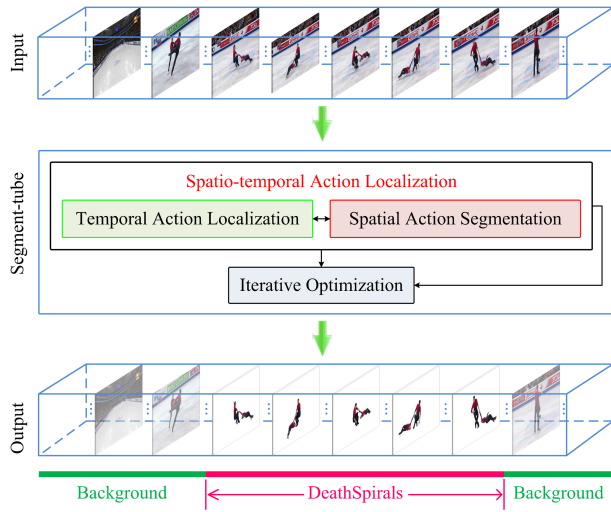 Input
Segment-tube
Spatio-temporal Action Localization
Temporal Action Localization
Spatial Action Segmentation
Iterative Optimization
Output
Background
DeathSpirals
Background